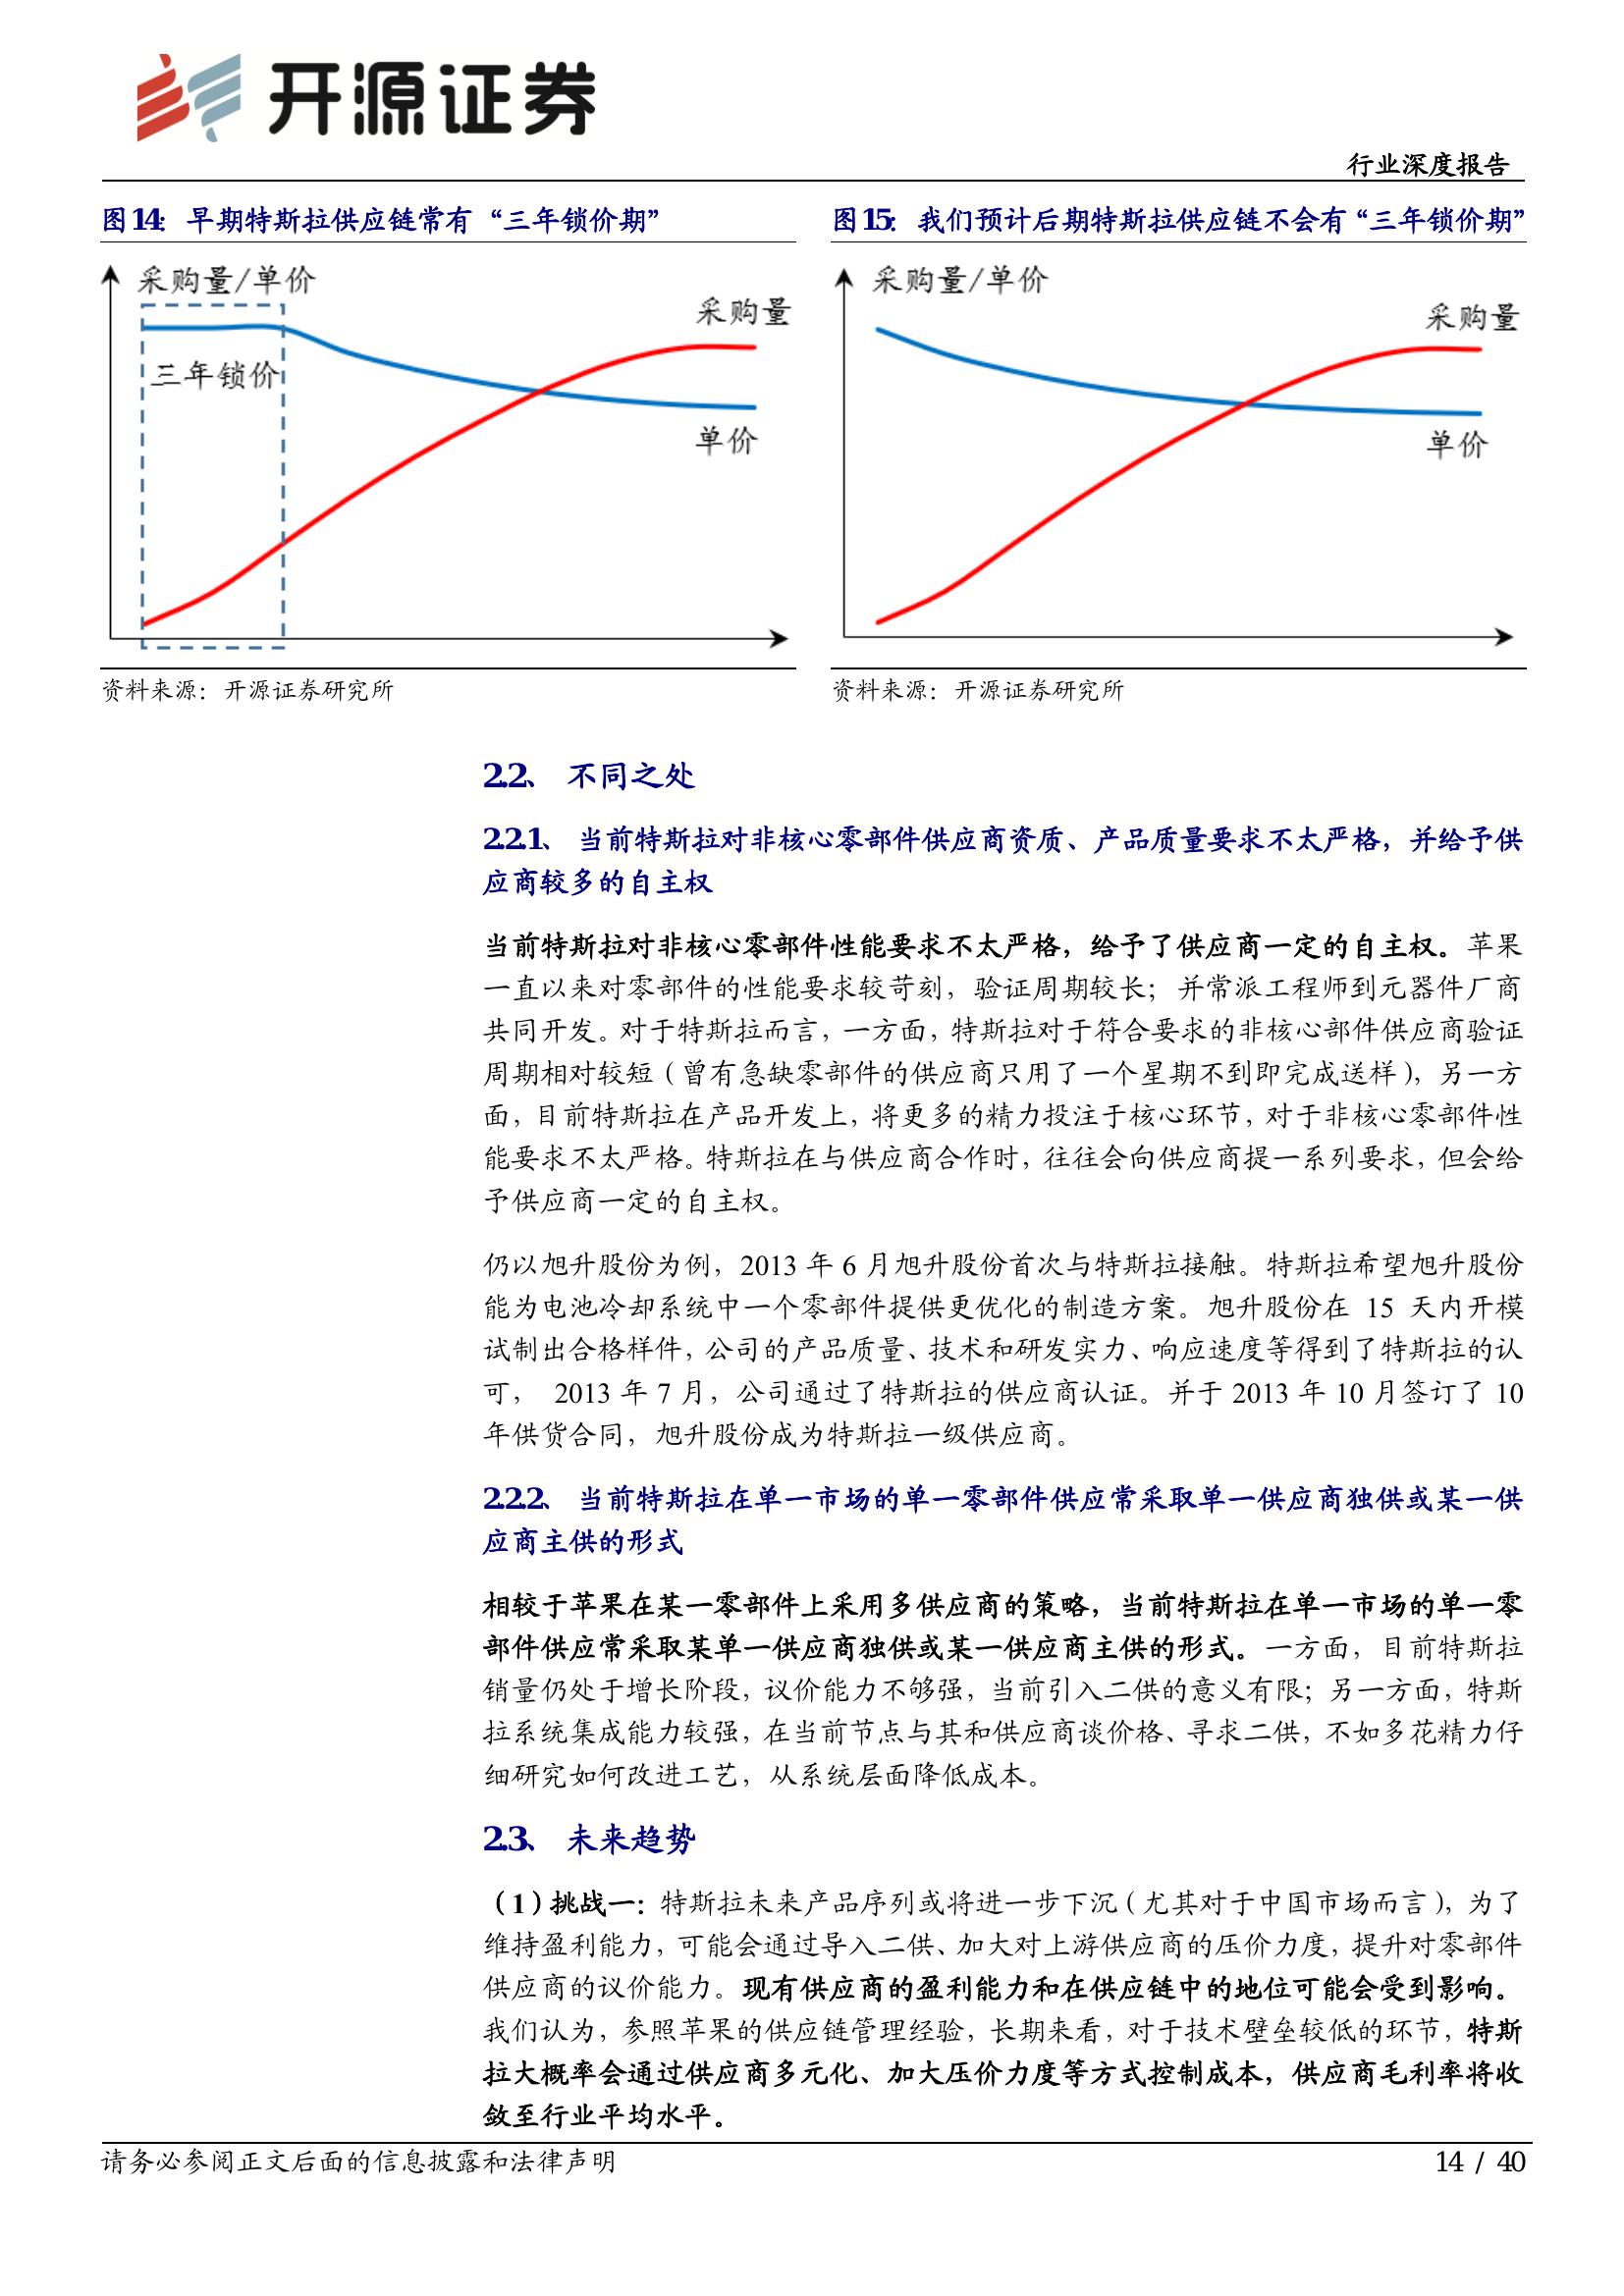 开源证券
行业深度报告
图14： 早期特斯拉供应链常有“三年锁价期”
采购量/单价
采购量
三年锁价
单价
资料来源：开源证券研究所
图15： 我们预计后期特斯拉供应链不会有“三年锁价期”
采购量/单价
采购量
单价
资料来源：开源证券研究所
2.2、 不同之处
2.2.1、 当前特斯拉对非核心零部件供应商资质、产品质量要求不太严格，并给予供
应商较多的自主权
当前特斯拉对非核心零部件性能要求不太严格，给予了供应商一定的自主权。苹果
一直以来对零部件的性能要求较苛刻，验证周期较长；并常派工程师到元器件厂商
共同开发。对于特斯拉而言，一方面，特斯拉对于符合要求的非核心部件供应商验证
周期相对较短（曾有急缺零部件的供应商只用了一个星期不到即完成送样），另一方
面，目前特斯拉在产品开发上，将更多的精力投注于核心环节，对于非核心零部件性
能要求不太严格。特斯拉在与供应商合作时，往往会向供应商提一系列要求，但会给
予供应商一定的自主权。
仍以旭升股份为例，2013 年 6 月旭升股份首次与特斯拉接触。特斯拉希望旭升股份
能为电池冷却系统中一个零部件提供更优化的制造方案。旭升股份在 15 天内开模
试制出合格样件，公司的产品质量、技术和研发实力、响应速度等得到了特斯拉的认
可， 2013 年 7 月，公司通过了特斯拉的供应商认证。并于 2013 年 10 月签订了 10
年供货合同，旭升股份成为特斯拉一级供应商。
2.2.2、 当前特斯拉在单一市场的单一零部件供应常采取单一供应商独供或某一供
应商主供的形式
相较于苹果在某一零部件上采用多供应商的策略，当前特斯拉在单一市场的单一零
部件供应常采取某单一供应商独供或某一供应商主供的形式。一方面，目前特斯拉
销量仍处于增长阶段，议价能力不够强，当前引入二供的意义有限；另一方面，特斯
拉系统集成能力较强，在当前节点与其和供应商谈价格、寻求二供，不如多花精力仔
细研究如何改进工艺，从系统层面降低成本。
2.3、 未来趋势
（1）挑战一：特斯拉未来产品序列或将进一步下沉（尤其对于中国市场而言），为了
维持盈利能力，可能会通过导入二供、加大对上游供应商的压价力度，提升对零部件
供应商的议价能力。现有供应商的盈利能力和在供应链中的地位可能会受到影响。
我们认为，参照苹果的供应链管理经验，长期来看，对于技术壁垒较低的环节，特斯
拉大概率会通过供应商多元化、加大压价力度等方式控制成本，供应商毛利率将收
敛至行业平均水平。
请务必参阅正文后面的信息披露和法律声明
14 / 40